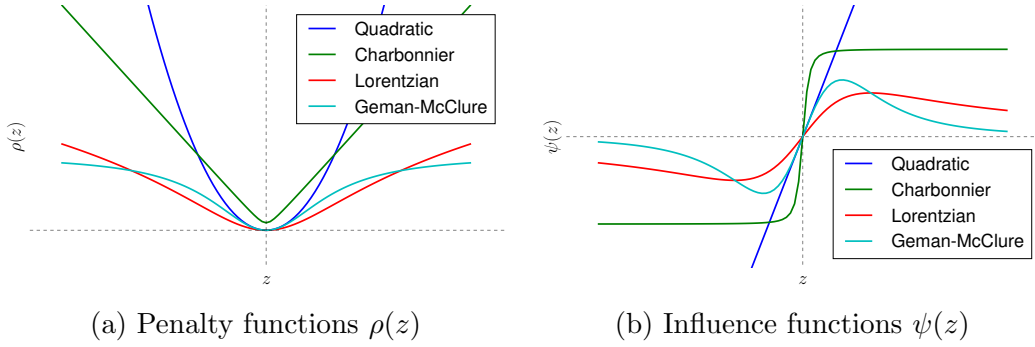 Quadratic
Charbonnier
Lorentzian
Geman-McClure
ρ(z)
z
(a) Penalty functions ρ(z)
ψ(z)
Quadratic
Charbonnier
Lorentzian
Geman-McClure
z
(b) Influence functions ψ(z)